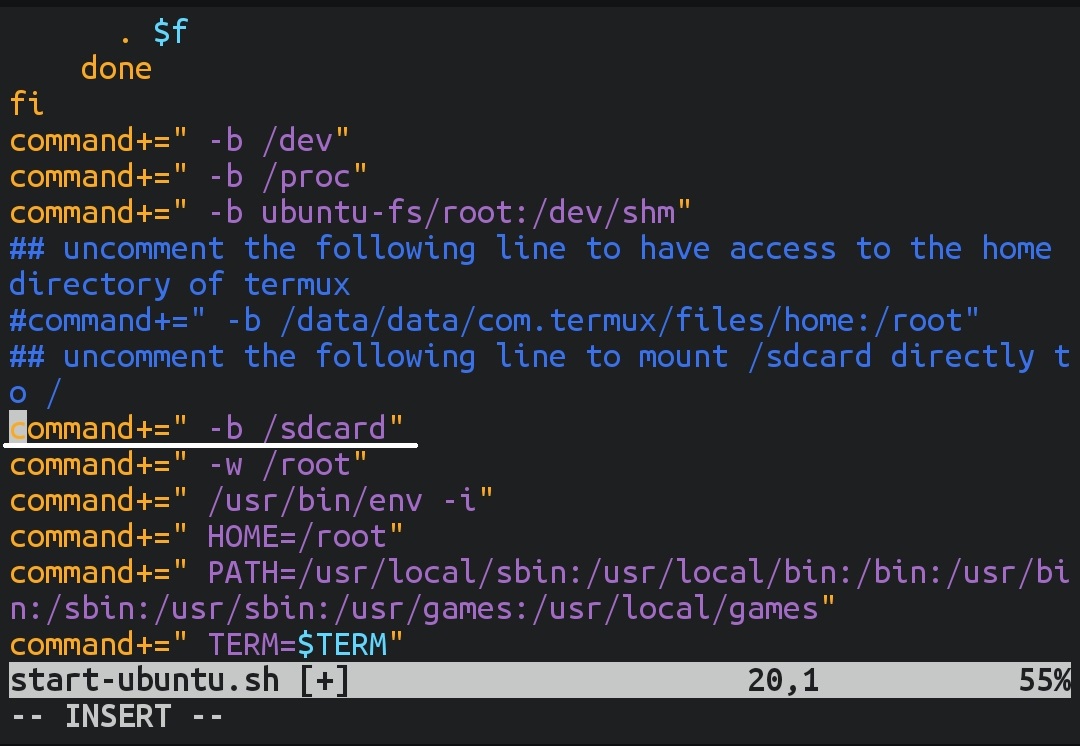 . $f
done
fi
command+=" -b /dev"
command+=" -b /proc"
command+=" -b ubuntu-fs/root:/dev/shm"
## uncomment the following line to have access to the home
directory of termux
#command+=" -b /data/data/com.termux/files/home:/root"
## uncomment the following line to mount /sdcard directly t
o /
command+=" -b /sdcard"
command+=" -w /root"
command+=" /usr/bin/env -i"
command+=" HOME=/root"
command+=" PATH=/usr/local/sbin:/usr/local/bin:/bin:/usr/bi
n:/sbin:/usr/sbin:/usr/games:/usr/local/games"
command+=" TERM=$TERM"
start-ubuntu.sh [+] 20,1 55%
-- INSERT --